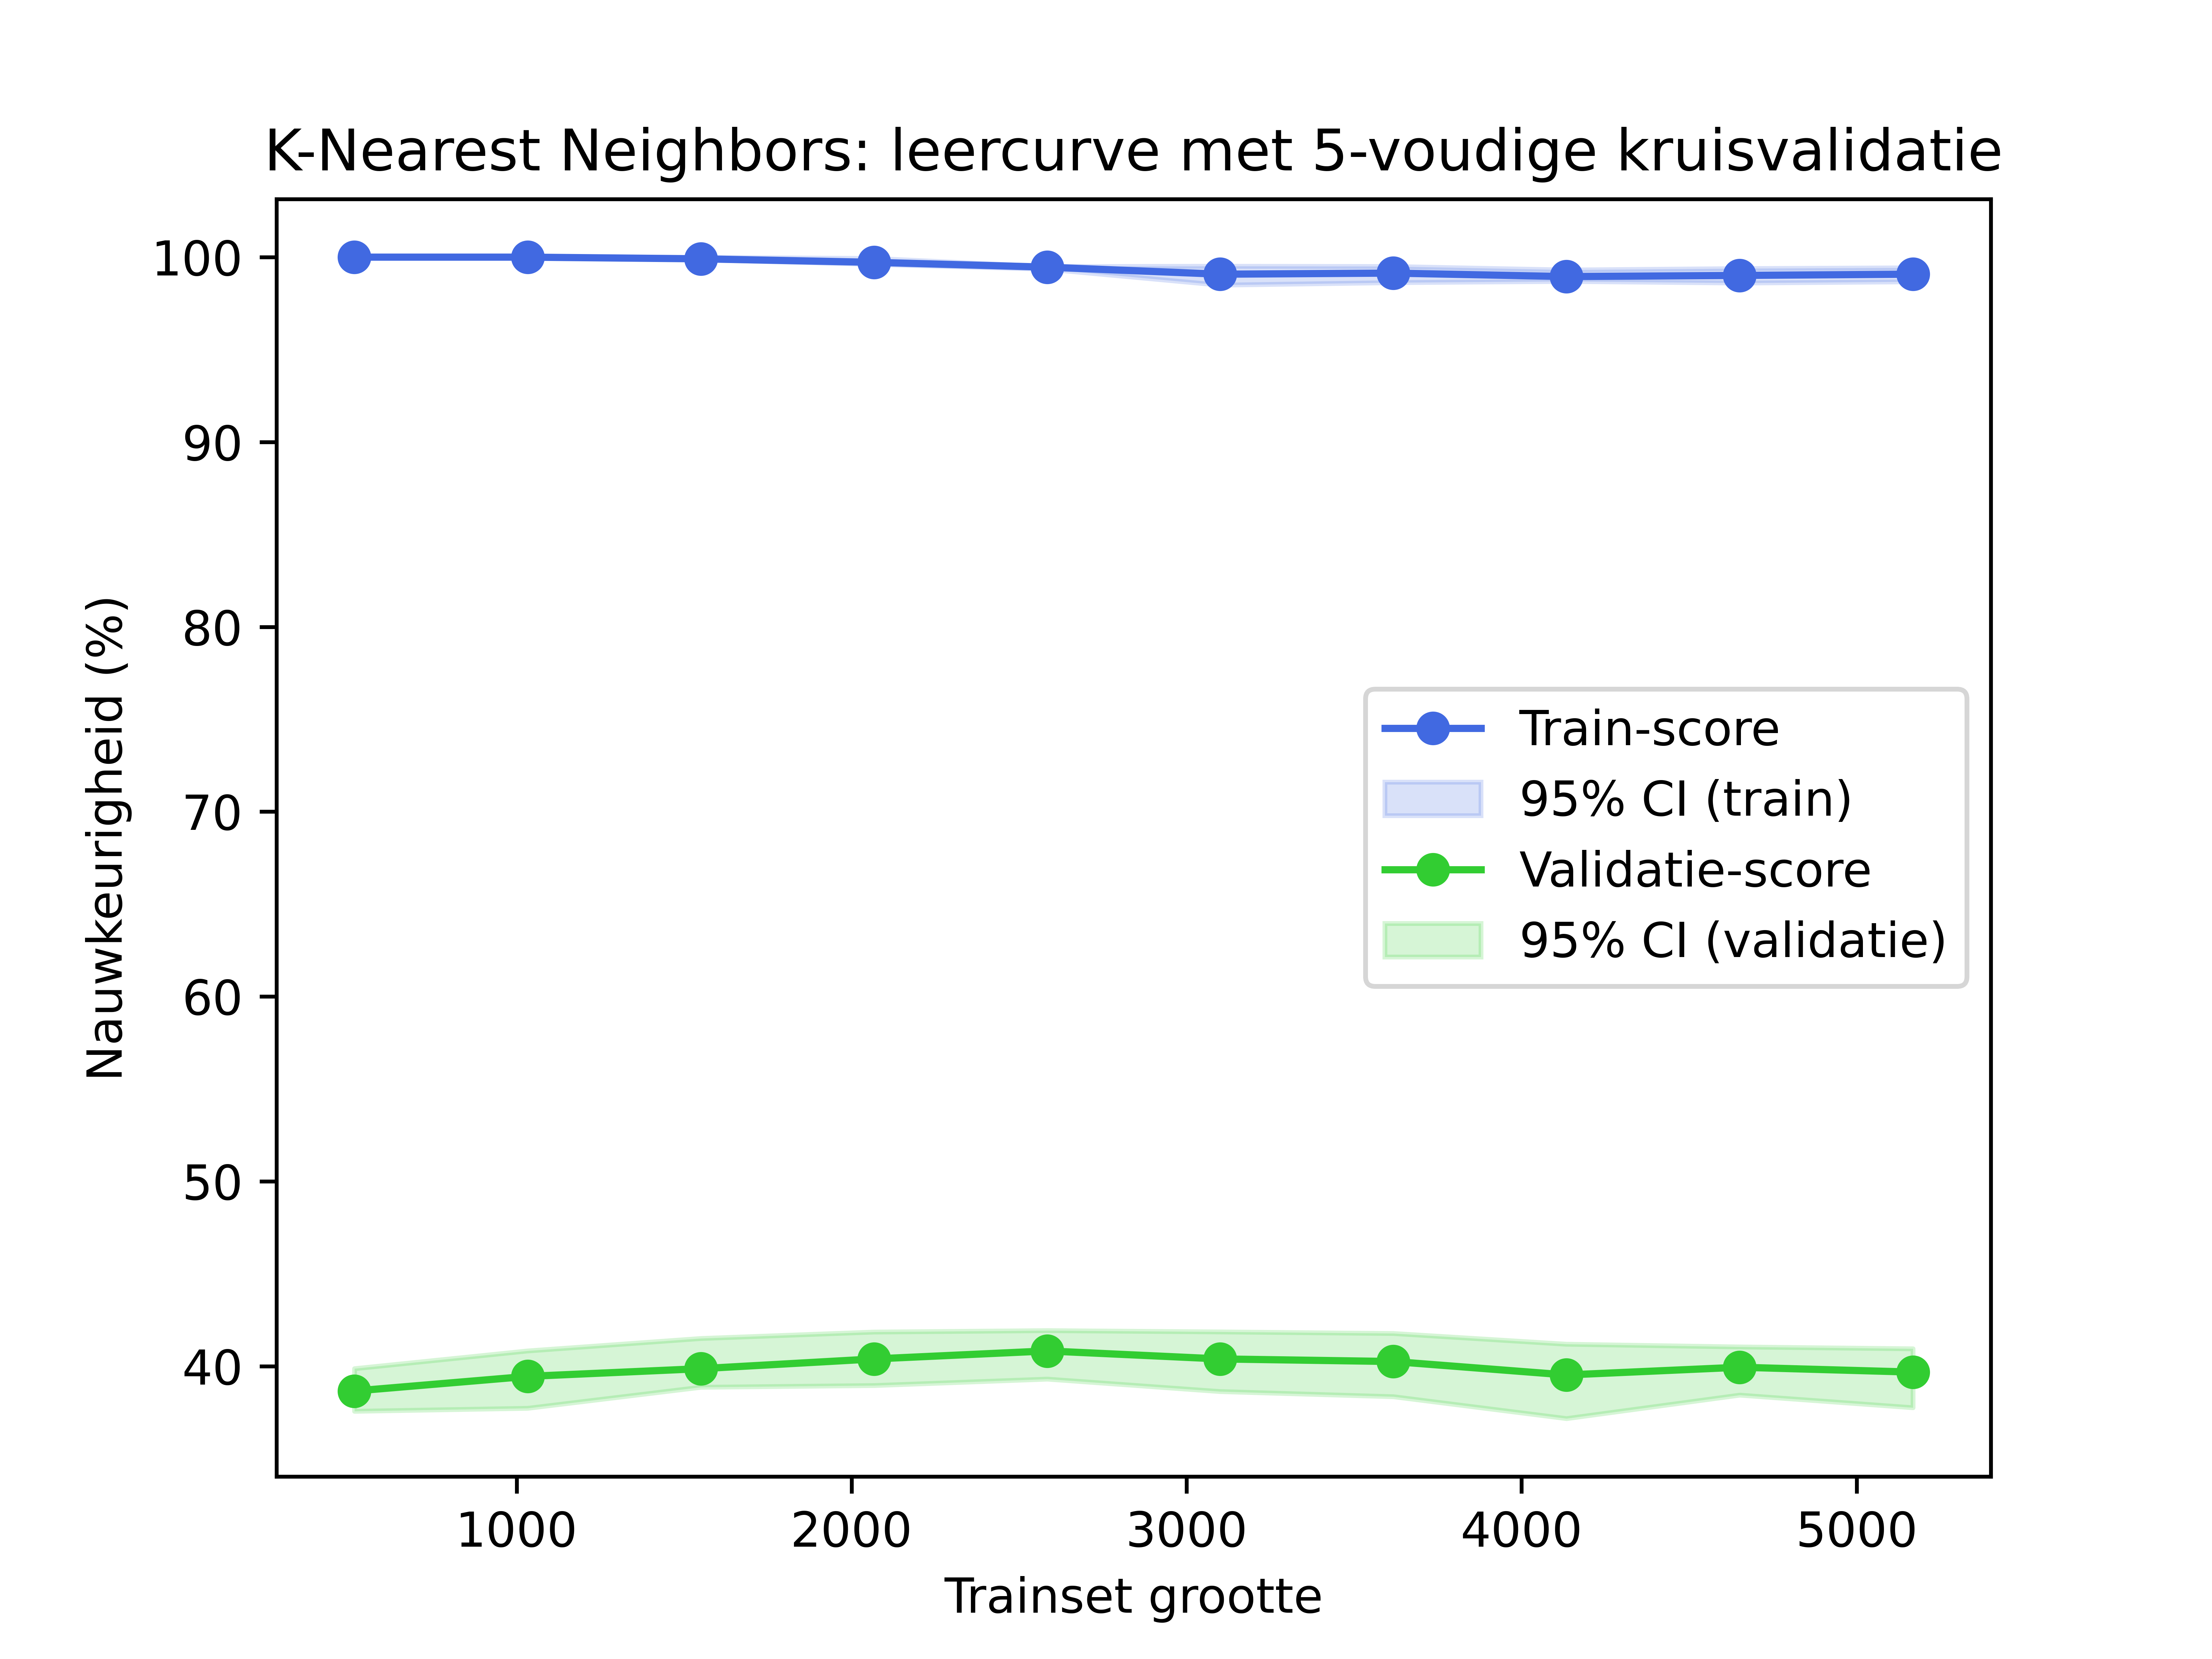 K-Nearest Neighbors: leercurve met 5-voudige kruisvalidatie
Nauwkeurigheid (%)
100
90
80
70
60
50
40
Train-score
95% CI (train)
Validatie-score
95% CI (validatie)
1000 2000 3000 4000 5000
Trainset grootte